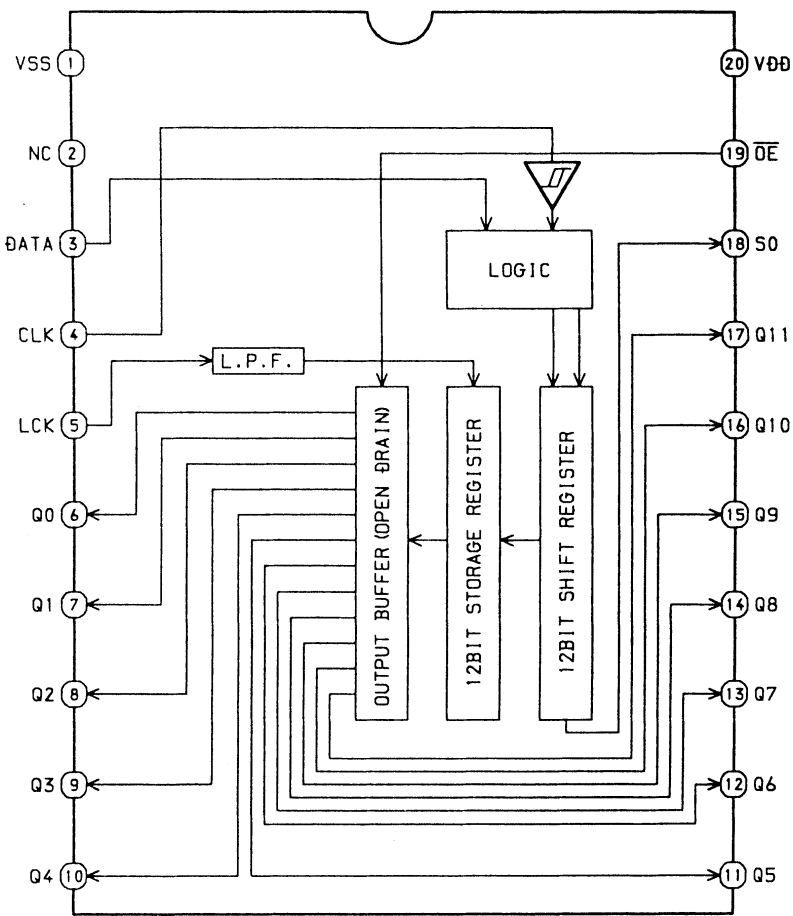 VSS 1
20 VDD
NC 2
19 OE
DATA 3
18 SO
LOGIC
CLK 4
17 Q11
L.P.F.
LCK 5
16 Q10
OUTPUT BUFFER (OPEN DRAIN)
12BIT STORAGE REGISTER
12BIT SHIFT REGISTER
Q0 6
15 Q9
Q1 7
14 Q8
Q2 8
13 Q7
Q3 9
12 Q6
Q4 10
11 Q5